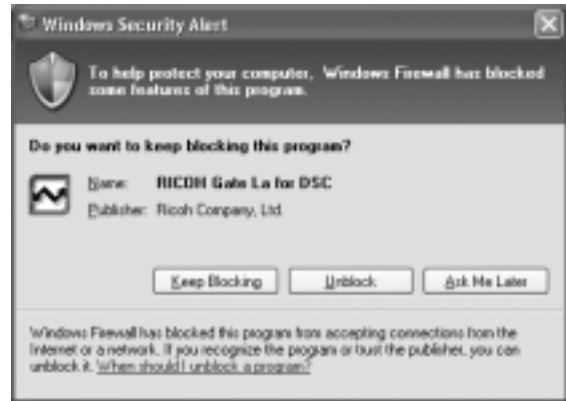 Windows Security Alert
To help protect your computer, Windows Firewall has blocked
some features of this program.
Do you want to keep blocking this program?
Name: RICOH Gate La for DSC
Publisher: Ricoh Company, Ltd.
Keep Blocking Unblock Ask Me Later
Windows Firewall has blocked this program from accepting connections from the
Internet or a network. If you recognize the program or trust the publisher, you can
unblock it. When should I unblock a program?